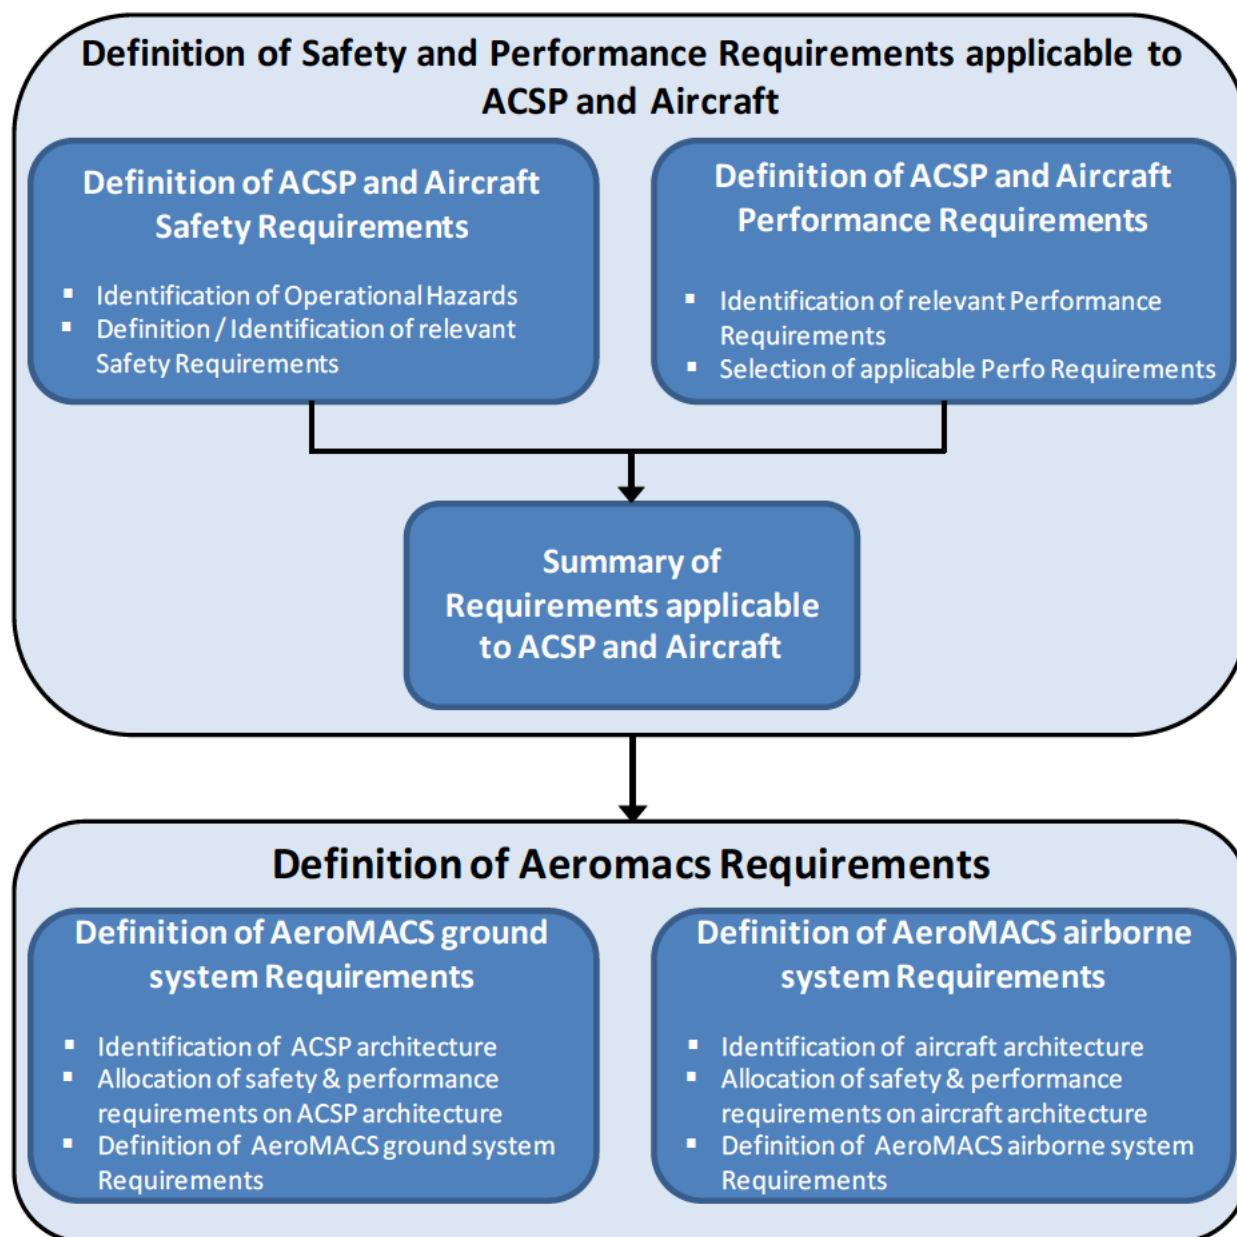 Definition of Safety and Performance Requirements applicable to
ACSP and Aircraft
Definition of ACSP and Aircraft
Safety Requirements
▪ Identification of Operational Hazards
▪ Definition / Identification of relevant
Safety Requirements
Definition of ACSP and Aircraft
Performance Requirements
▪ Identification of relevant Performance
Requirements
▪ Selection of applicable Perfo Requirements
Summary of
Requirements applicable
to ACSP and Aircraft
Definition of Aeromacs Requirements
Definition of AeroMACS ground
system Requirements
▪ Identification of ACSP architecture
▪ Allocation of safety & performance
requirements on ACSP architecture
▪ Definition of AeroMACS ground system
Requirements
Definition of AeroMACS airborne
system Requirements
▪ Identification of aircraft architecture
▪ Allocation of safety & performance
requirements on aircraft architecture
▪ Definition of AeroMACS airborne system
Requirements